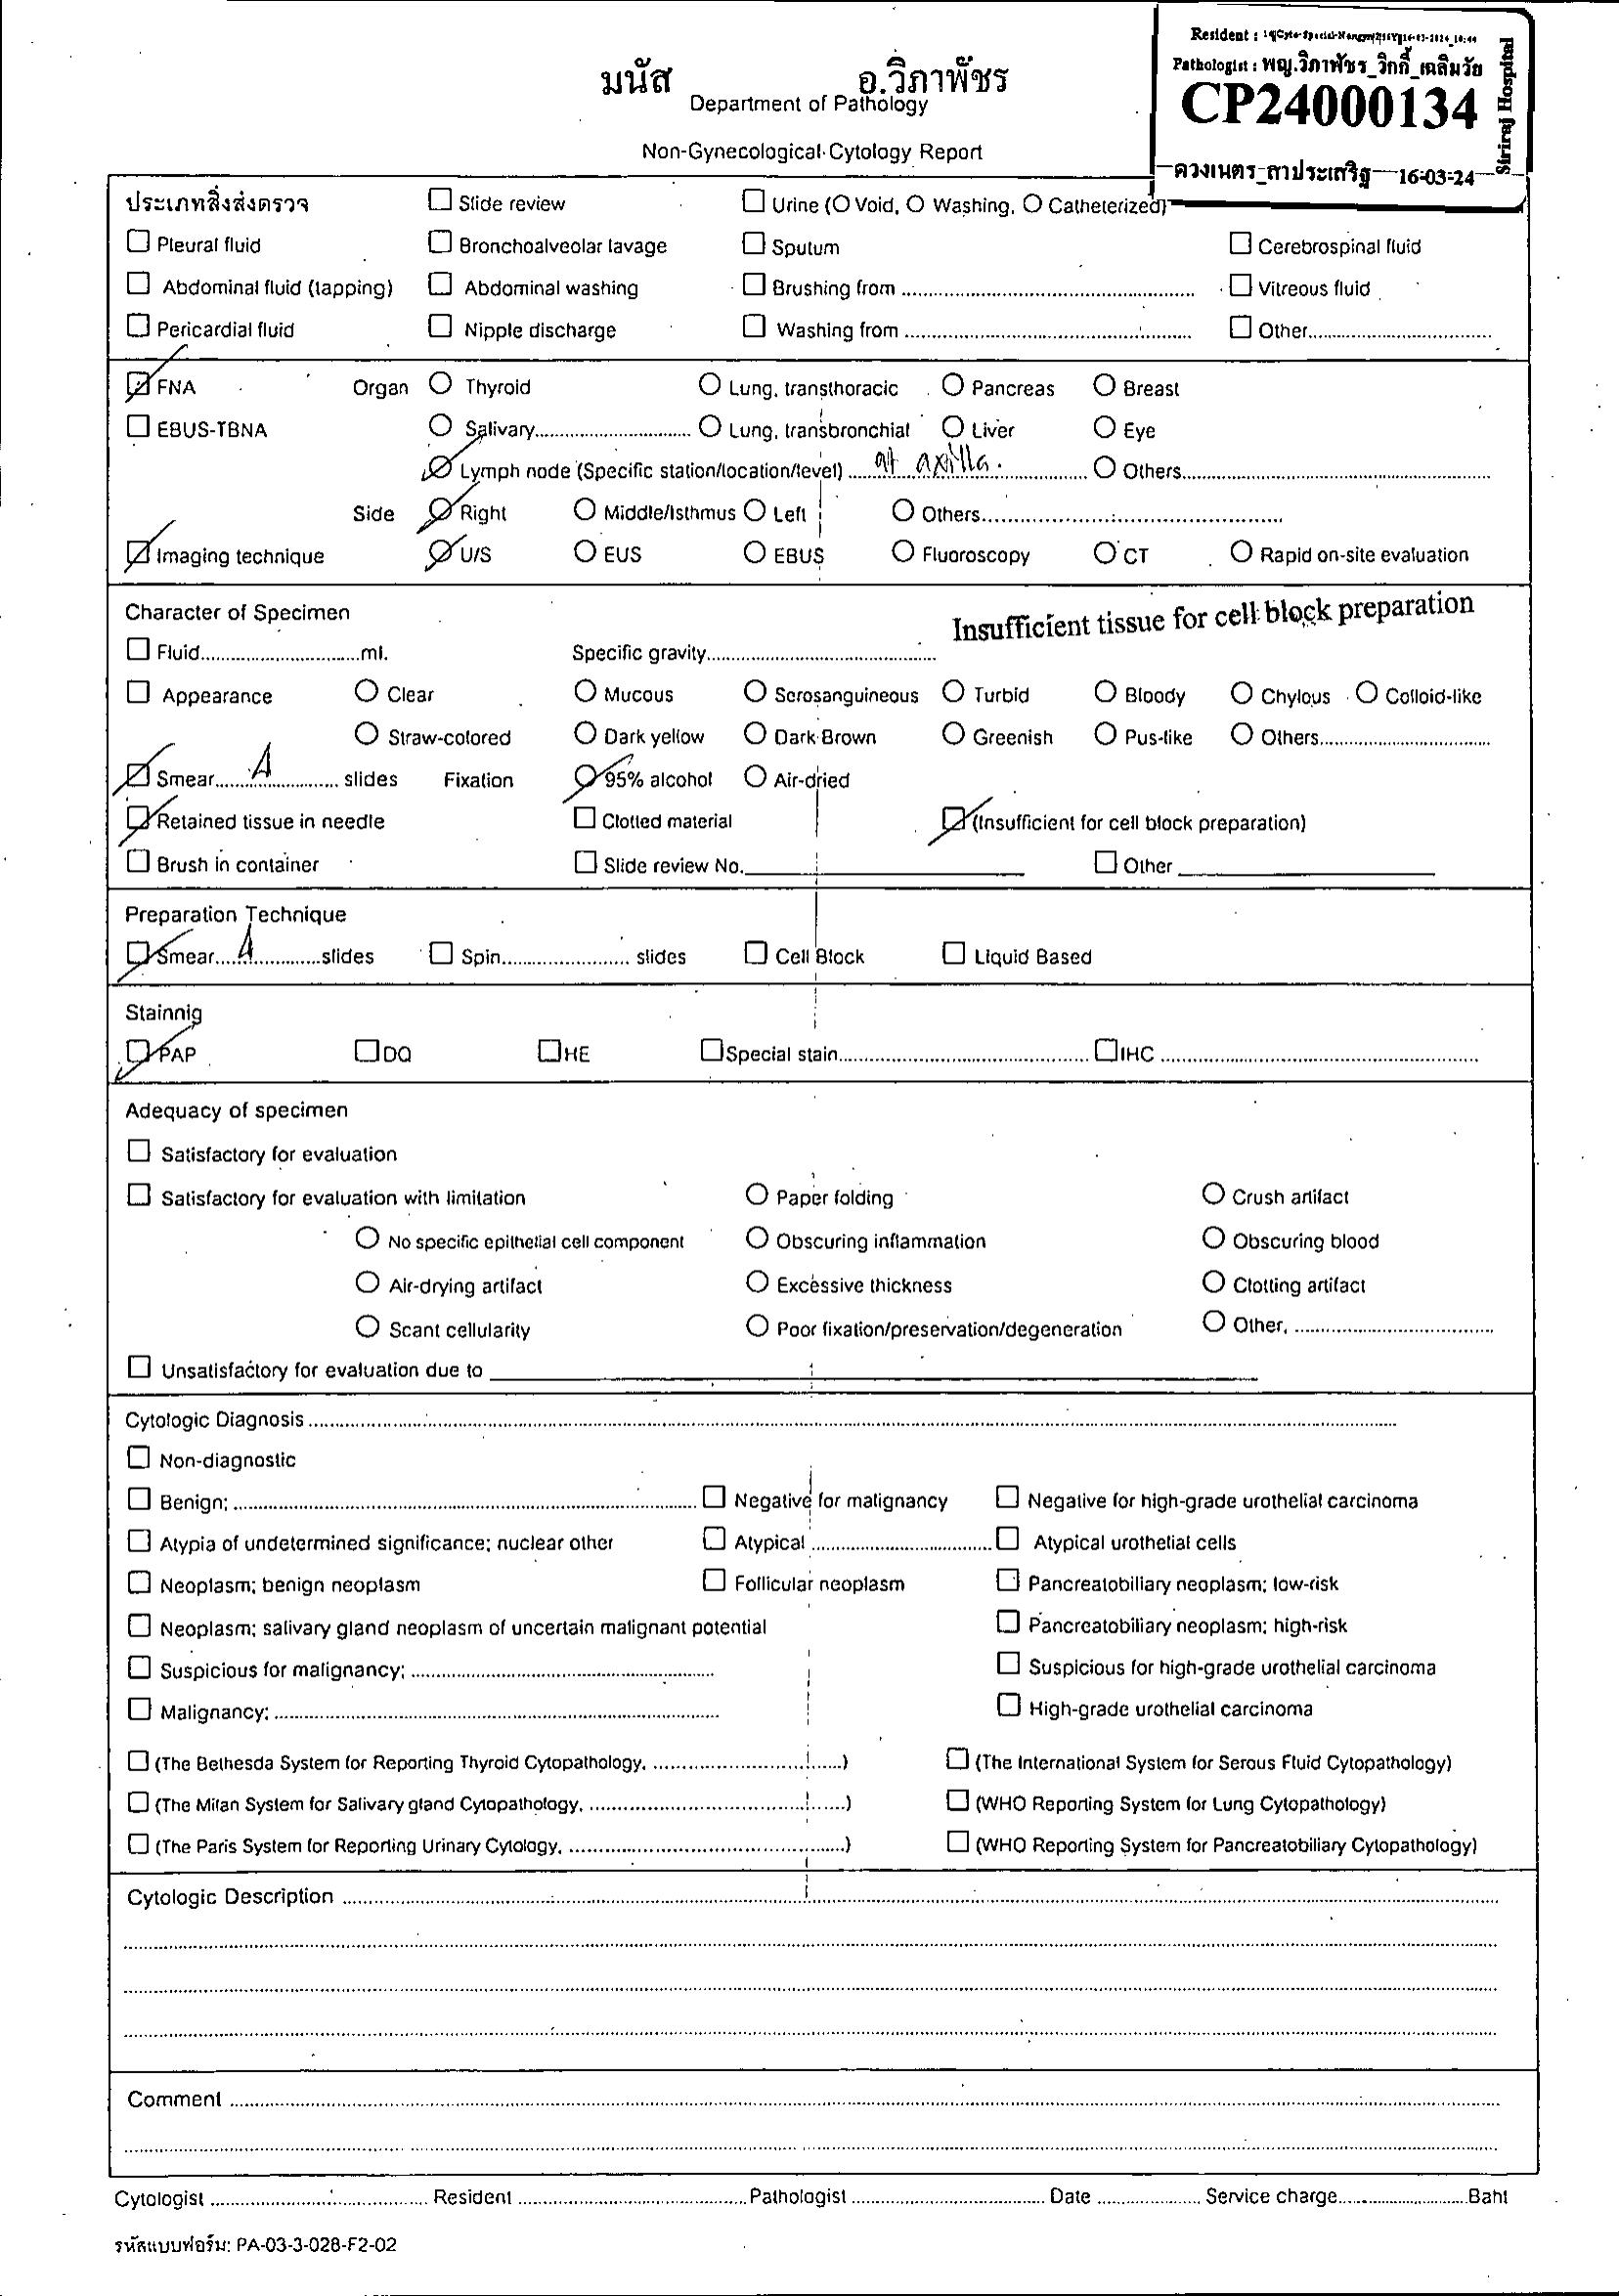 มนัส อ.วิภาพัชร
Department of Pathology
Non-Gynecological Cytology Report
Resident :
Pathologist : พญ.วิภาพัชร_วิกกี้_เฉลิมวัย
CP24000134
Siriraj Hospital
ดวงเนตร_ถาประเสริฐ 16-03-24
ประเภทสิ่งส่งตรวจ Slide review Urine (O Void, O Washing, O Catheterized)
Pleural fluid Bronchoalveolar lavage Sputum Cerebrospinal fluid
Abdominal fluid (tapping) Abdominal washing Brushing from Vitreous fluid
Pericardial fluid Nipple discharge Washing from Other
FNA Organ Thyroid Lung, transthoracic Pancreas Breast
EBUS-TBNA Salivary Lung, transbronchial Liver Eye
Lymph node (Specific station/location/level) at axilla. Others
Side Right Middle/Isthmus Left Others
Imaging technique U/S EUS EBUS Fluoroscopy CT Rapid on-site evaluation
Character of Specimen Insufficient tissue for cell block preparation
Fluid ml. Specific gravity
Appearance Clear Mucous Serosanguineous Turbid Bloody Chylous Colloid-like
Straw-colored Dark yellow Dark Brown Greenish Pus-like Others
Smear slides Fixation 95% alcohol Air-dried
Retained tissue in needle Clotted material (Insufficient for cell block preparation)
Brush in container Slide review No. Other
Preparation Technique
Smear slides Spin slides Cell Block Liquid Based
Stainnig
PAP DQ HE Special stain IHC
Adequacy of specimen
Satisfactory for evaluation
Satisfactory for evaluation with limitation Paper folding Crush artifact
No specific epithelial cell component Obscuring inflammation Obscuring blood
Air-drying artifact Excessive thickness Clotting artifact
Scant cellularity Poor fixation/preservation/degeneration Other,
Unsatisfactory for evaluation due to
Cytologic Diagnosis
Non-diagnostic
Benign; Negative for malignancy Negative for high-grade urothelial carcinoma
Atypia of undetermined significance; nuclear other Atypical Atypical urothelial cells
Neoplasm; benign neoplasm Follicular neoplasm Pancreatobiliary neoplasm; low-risk
Neoplasm; salivary gland neoplasm of uncertain malignant potential Pancreatobiliary neoplasm; high-risk
Suspicious for malignancy; Suspicious for high-grade urothelial carcinoma
Malignancy; High-grade urothelial carcinoma
(The Bethesda System for Reporting Thyroid Cytopathology, ) (The International System for Serous Fluid Cytopathology)
(The Milan System for Salivary gland Cytopathology, ) (WHO Reporting System for Lung Cytopathology)
(The Paris System for Reporting Urinary Cytology, ) (WHO Reporting System for Pancreatobiliary Cytopathology)
Cytologic Description
Comment
Cytologist Resident Pathologist Date Service charge Baht
รหัสแบบฟอร์ม: PA-03-3-028-F2-02